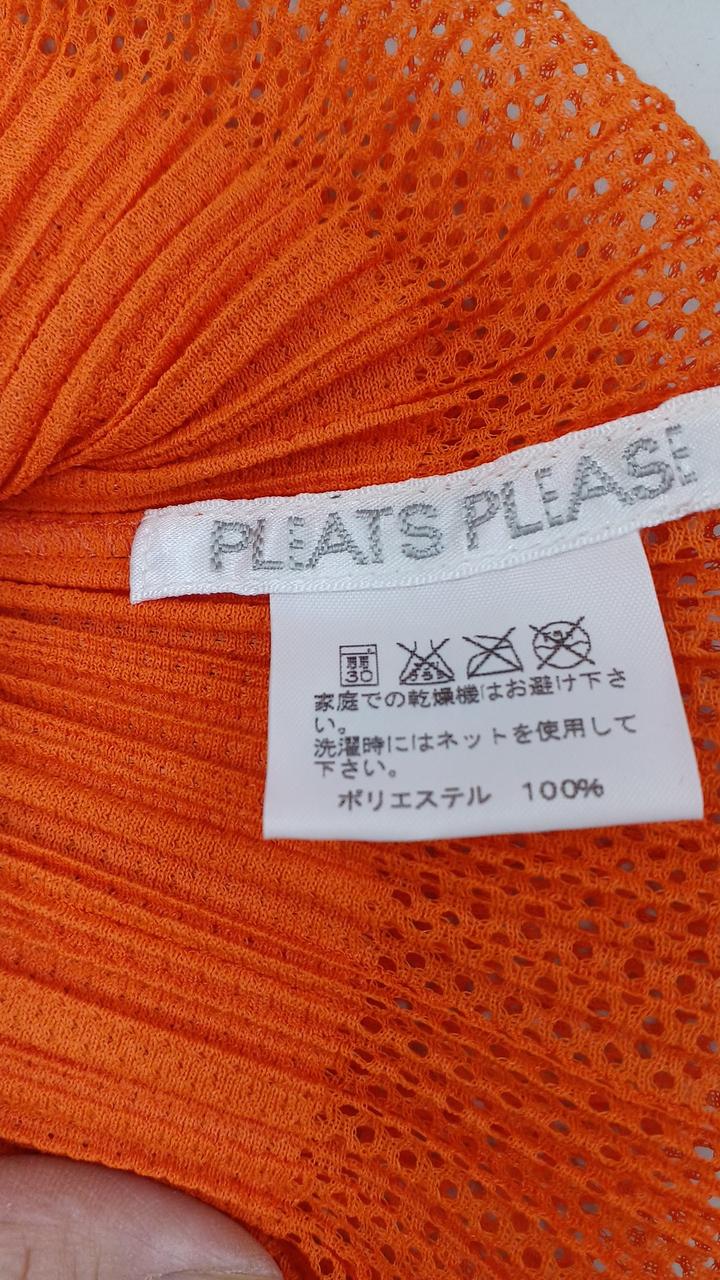 PLEATS PLEASE
30
家庭での乾燥機はお避け下さ
い。
洗濯時にはネットを使用して
下さい。
ポリエステル 100%